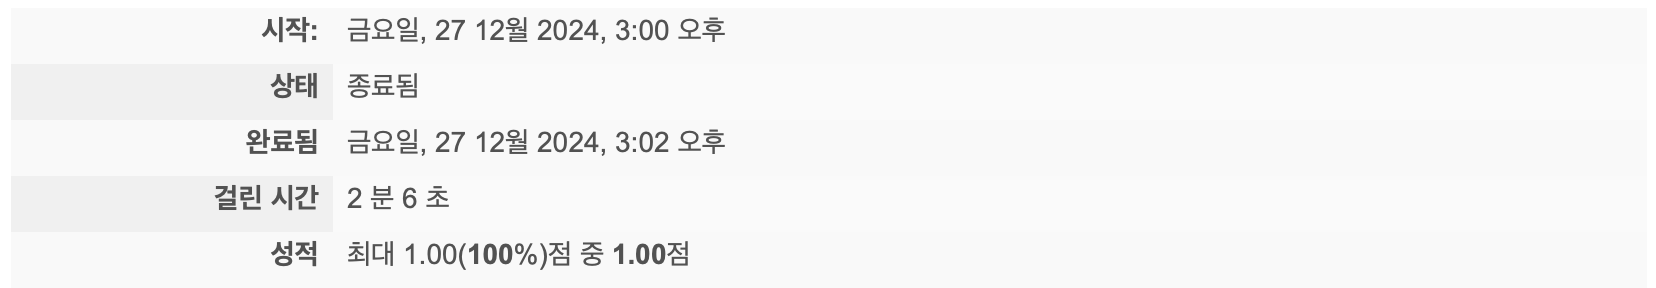 시작: 금요일, 27 12월 2024, 3:00 오후
상태 종료됨
완료됨 금요일, 27 12월 2024, 3:02 오후
걸린 시간 2 분 6 초
성적 최대 1.00(100%)점 중 1.00점